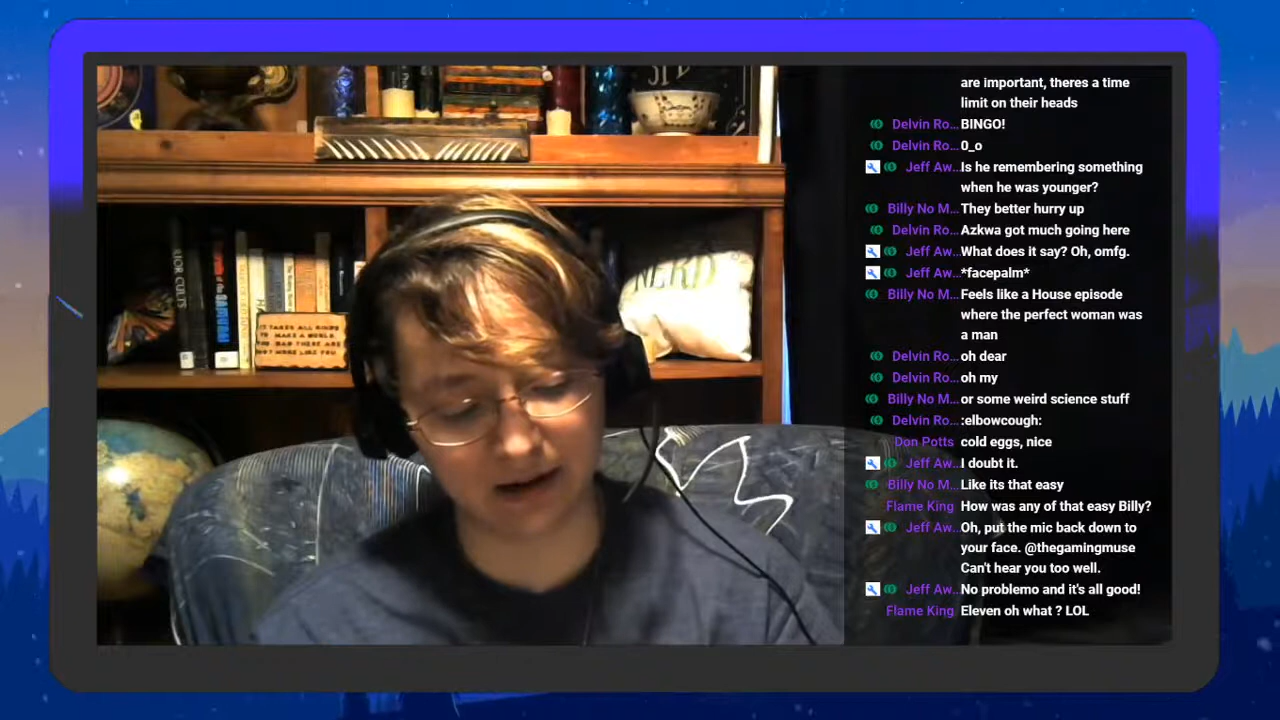 are important, theres a time
limit on their heads
Delvin Ro... BINGO!
Delvin Ro... 0_o
Jeff Aw... Is he remembering something
when he was younger?
Billy No M... They better hurry up
Delvin Ro... Azkwa got much going here
Jeff Aw... What does it say? Oh, omfg.
Jeff Aw... *facepalm*
Billy No M... Feels like a House episode
where the perfect woman was
a man
Delvin Ro... oh dear
Delvin Ro... oh my
Billy No M... or some weird science stuff
Delvin Ro... :elbowcough:
Don Potts cold eggs, nice
Jeff Aw... I doubt it.
Billy No M... Like its that easy
Flame King How was any of that easy Billy?
Jeff Aw... Oh, put the mic back down to
your face. @thegamingmuse
Can't hear you too well.
Jeff Aw... No problemo and it's all good!
Flame King Eleven oh what ? LOL
NERD
CULTS
SAMURAI
IT TAKES ALL KINDS
TO MAKE A WORLD.